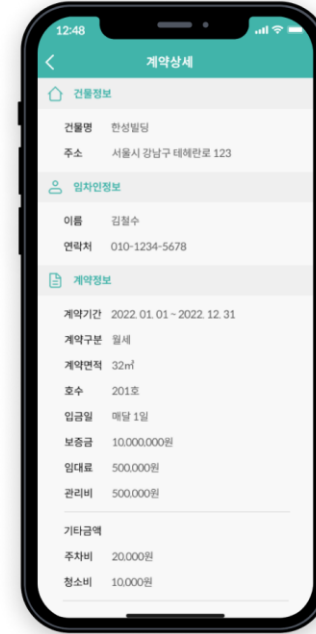 12:48
계약상세
건물정보
건물명 한성빌딩
주소 서울시 강남구 테헤란로 123
임차인정보
이름 김철수
연락처 010-1234-5678
계약정보
계약기간 2022. 01. 01 ~ 2022. 12. 31
계약구분 월세
계약면적 32㎡
호수 201호
입금일 매달 1일
보증금 10,000,000원
임대료 500,000원
관리비 500,000원
기타금액
주차비 20,000원
청소비 10,000원